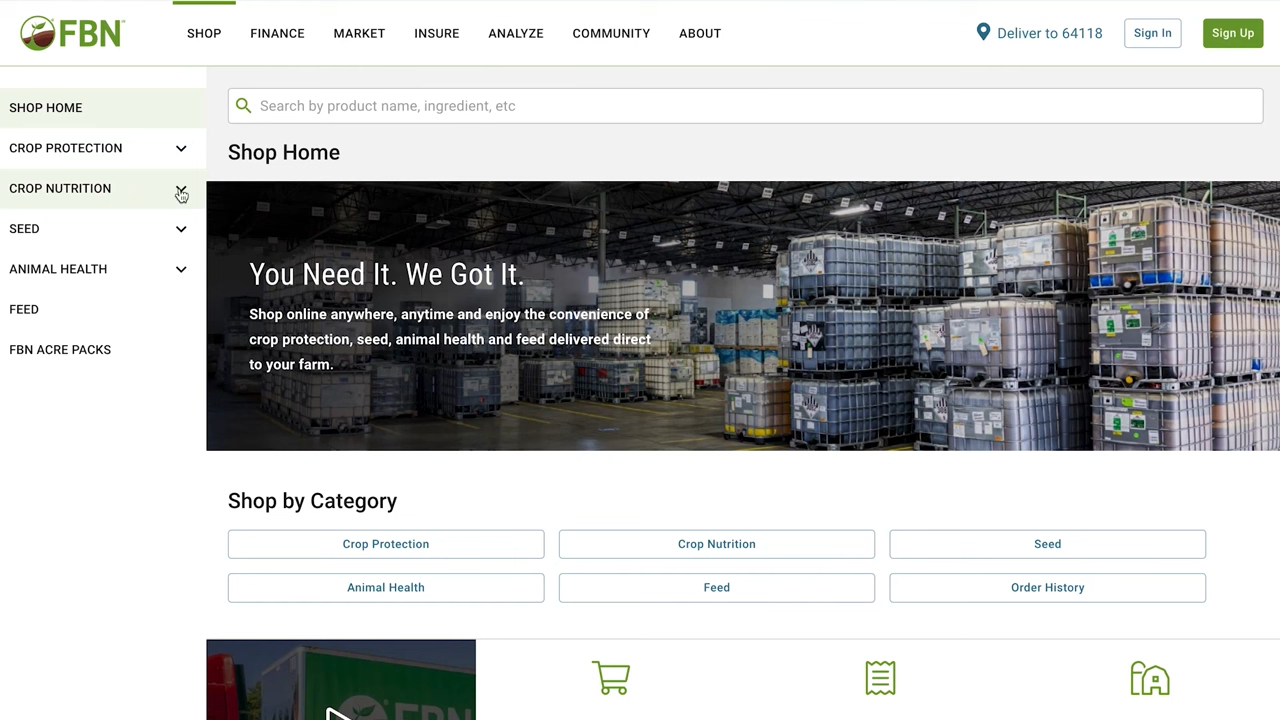 FBN
SHOP
FINANCE
MARKET
INSURE
ANALYZE
COMMUNITY
ABOUT
Deliver to 64118
Sign In
Sign Up
SHOP HOME
CROP PROTECTION
CROP NUTRITION
SEED
ANIMAL HEALTH
FEED
FBN ACRE PACKS
Search by product name, ingredient, etc
Shop Home
You Need It. We Got It.
Shop online anywhere, anytime and enjoy the convenience of
crop protection, seed, animal health and feed delivered direct
to your farm.
Shop by Category
Crop Protection
Crop Nutrition
Seed
Animal Health
Feed
Order History
FBN